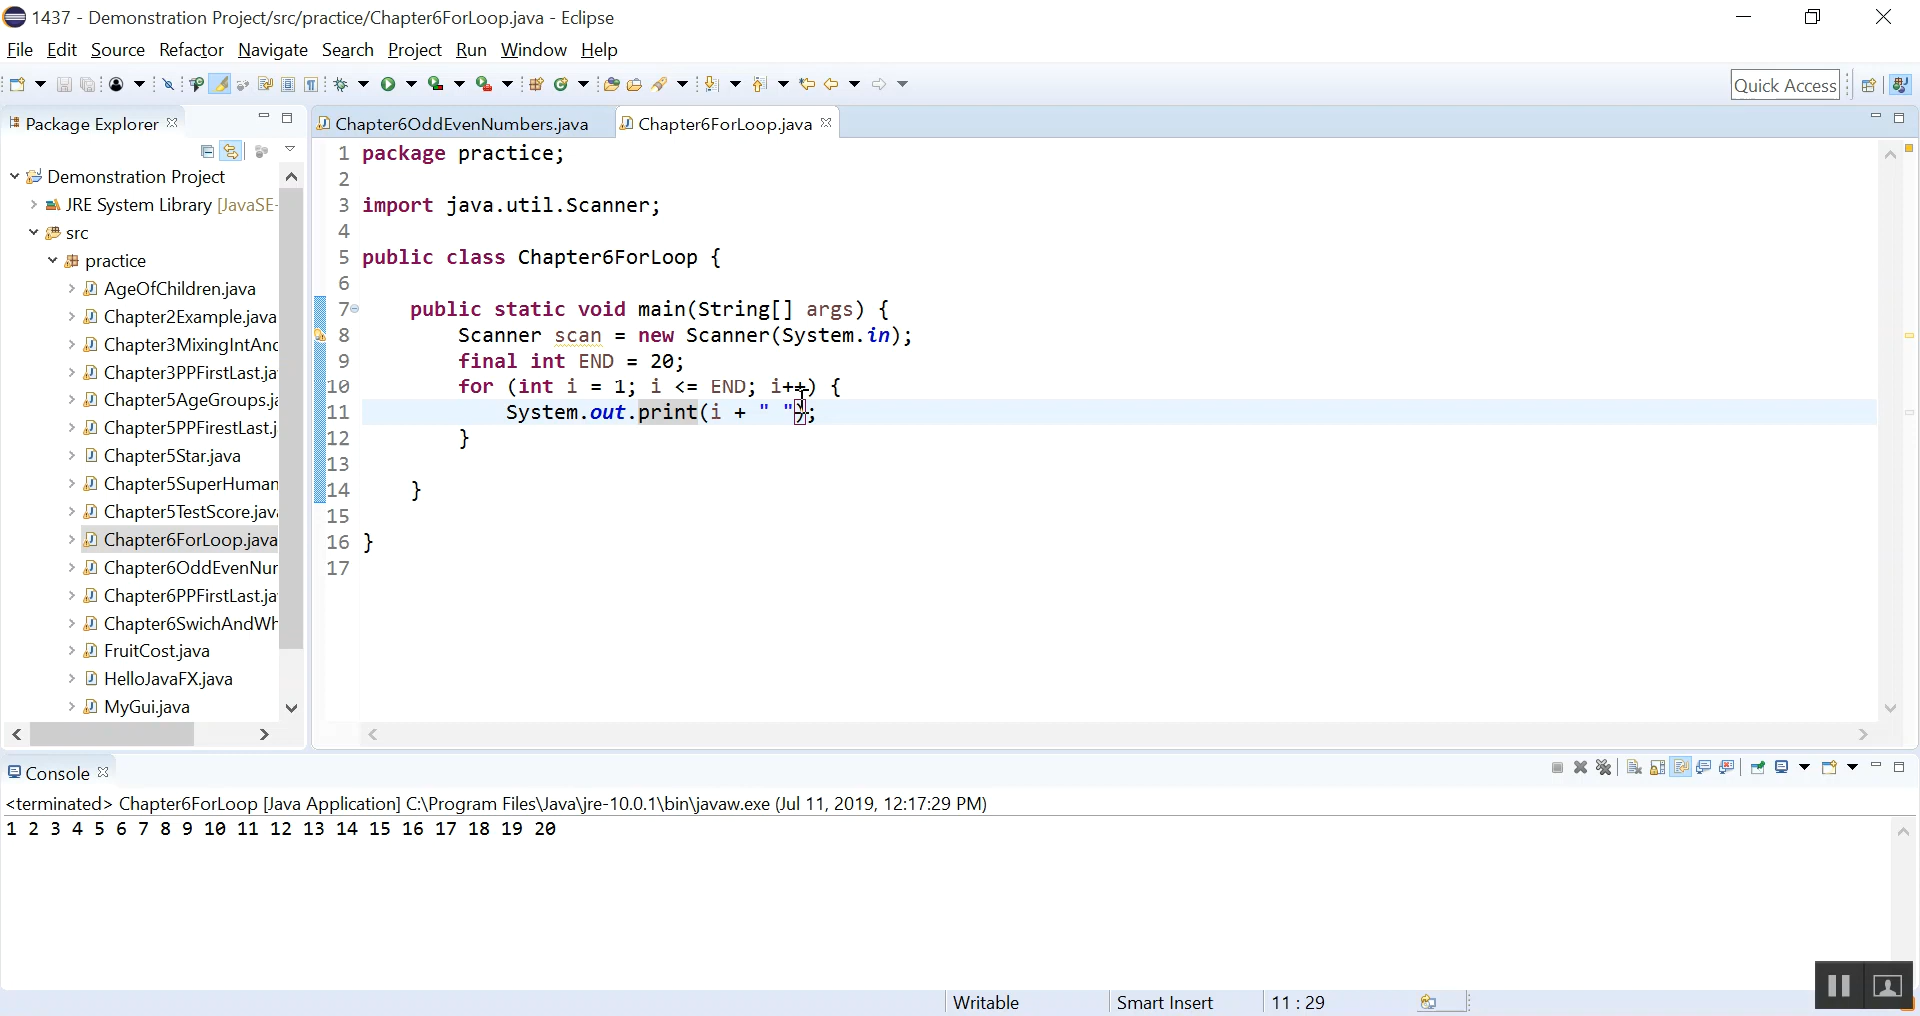 1437 - Demonstration Project/src/practice/Chapter6ForLoop.java - Eclipse
File Edit Source Refactor Navigate Search Project Run Window Help
Quick Access
Package Explorer
Chapter6OddEvenNumbers.java
Chapter6ForLoop.java
Demonstration Project
JRE System Library [JavaSE-
src
practice
AgeOfChildren.java
Chapter2Example.java
Chapter3MixingIntAnd
Chapter3PPFirstLast.ja
Chapter5AgeGroups.ja
Chapter5PPFirestLast.j
Chapter5Star.java
Chapter5SuperHuman
Chapter5TestScore.java
Chapter6ForLoop.java
Chapter6OddEvenNur
Chapter6PPFirstLast.ja
Chapter6SwichAndWh
FruitCost.java
HelloJavaFX.java
MyGui.java
1 package practice;
2
3 import java.util.Scanner;
4
5 public class Chapter6ForLoop {
6
7 public static void main(String[] args) {
8 Scanner scan = new Scanner(System.in);
9 final int END = 20;
10 for (int i = 1; i <= END; i++) {
11 System.out.print(i + " ");
12 }
13
14 }
15
16 }
17
Console
<terminated> Chapter6ForLoop [Java Application] C:\Program Files\Java\jre-10.0.1\bin\javaw.exe (Jul 11, 2019, 12:17:29 PM)
1 2 3 4 5 6 7 8 9 10 11 12 13 14 15 16 17 18 19 20
Writable
Smart Insert
11 : 29